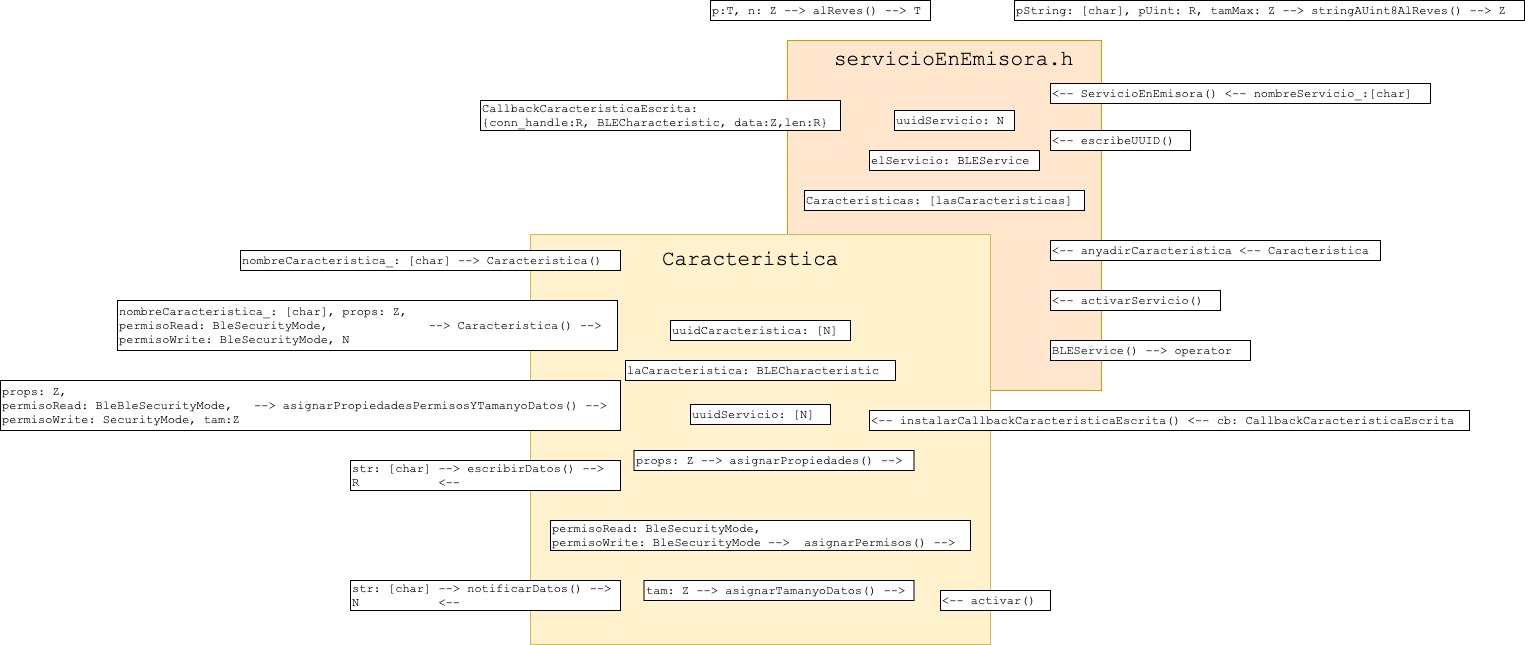 p:T, n: Z --> alReves() --> T
pString: [char], pUint: R, tamMax: Z --> stringAUint8AlReves() --> Z
servicioEnEmisora.h
<-- ServicioEnEmisora() <-- nombreServicio_:[char]
CallbackCaracteristicaEscrita:
{conn_handle:R, BLECharacteristic, data:Z,len:R}
uuidServicio: N
<-- escribeUUID()
elServicio: BLEService
Caracteristicas: [lasCaracteristicas]
<-- anyadirCaracteristica <-- Caracteristica
Caracteristica
nombreCaracteristica_: [char] --> Caracteristica()
<-- activarServicio()
nombreCaracteristica_: [char], props: Z,
permisoRead: BleSecurityMode, --> Caracteristica() -->
permisoWrite: BleSecurityMode, N
uuidCaracteristica: [N]
BLEService() --> operator
laCaracteristica: BLECharacteristic
props: Z,
permisoRead: BleBleSecurityMode, --> asignarPropiedadesPermisosYTamanyoDatos() -->
permisoWrite: SecurityMode, tam:Z
uuidServicio: [N]
<-- instalarCallbackCaracteristicaEscrita() <-- cb: CallbackCaracteristicaEscrita
props: Z --> asignarPropiedades() -->
str: [char] --> escribirDatos() -->
R <--
permisoRead: BleSecurityMode,
permisoWrite: BleSecurityMode --> asignarPermisos() -->
str: [char] --> notificarDatos() -->
N <--
tam: Z --> asignarTamanyoDatos() -->
<-- activar()